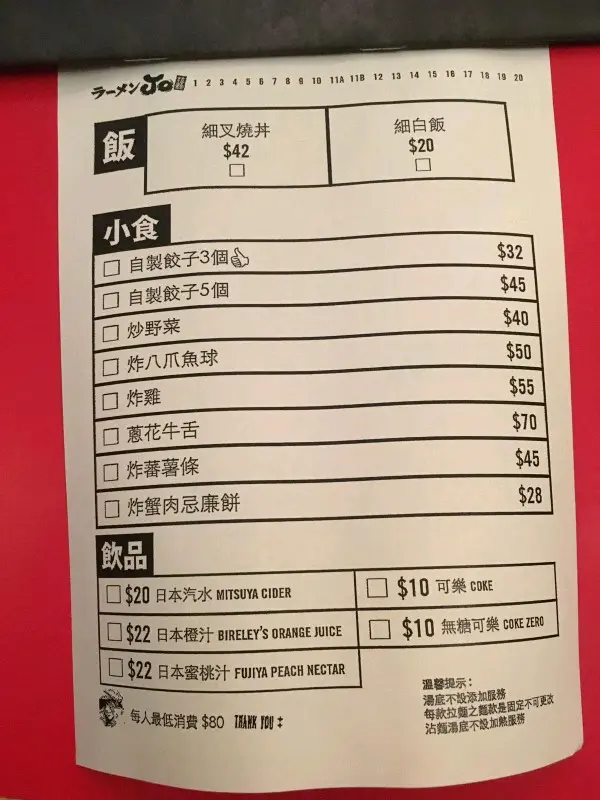 ラーメン Jo 1 2 3 4 5 6 7 8 9 10 11A 11B 12 13 14 15 16 17 18 19 20
飯
細叉燒丼
$42
細白飯
$20
小食
自製餃子3個 $32
自製餃子5個 $45
炒野菜 $40
炸八爪魚球 $50
炸雞 $55
蔥花牛舌 $70
炸蕃薯條 $45
炸蟹肉忌廉餅 $28
飲品
$20 日本汽水 MITSUYA CIDER
$10 可樂 COKE
$22 日本橙汁 BIRELEY'S ORANGE JUICE
$10 無糖可樂 COKE ZERO
$22 日本蜜桃汁 FUJIYA PEACH NECTAR
每人最低消費 $80 THANK YOU
溫馨提示：
湯底不設添加服務
每款拉麵之麵款是固定不可更改
沾麵湯底不設加熱服務